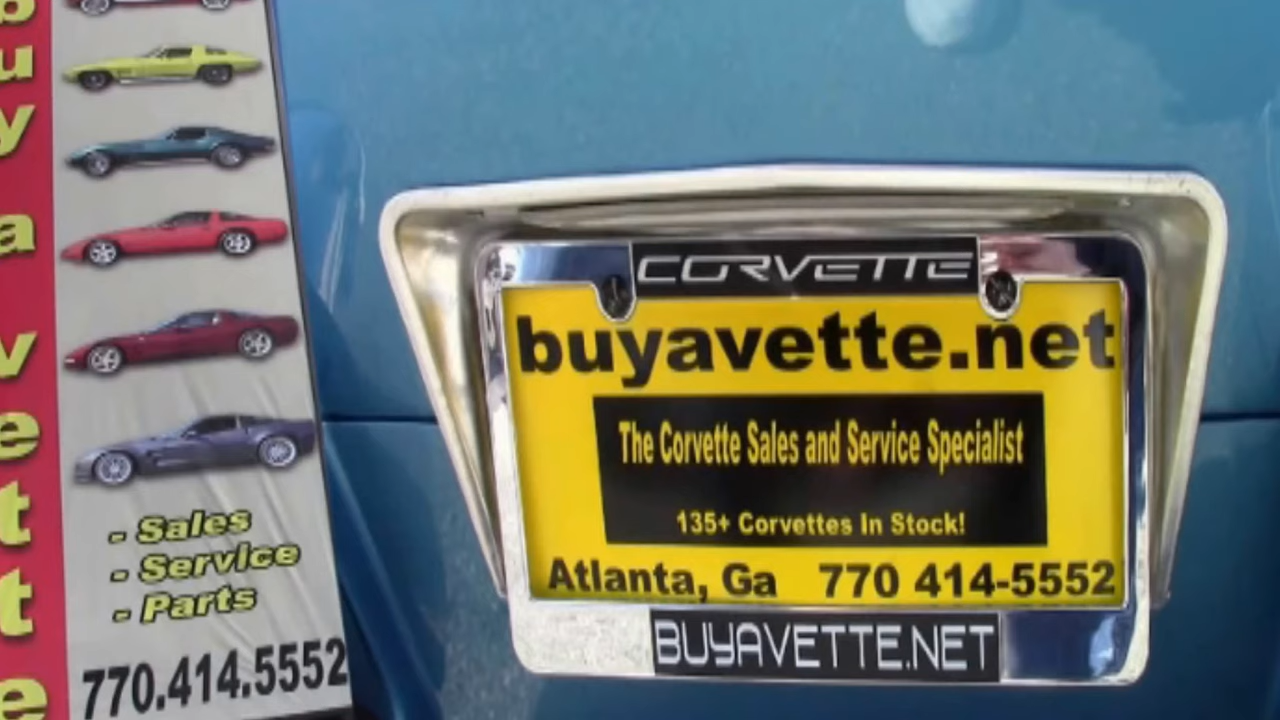 buyavette
- Sales
- Service
- Parts
770.414.5552
CORVETTE
buyavette.net
The Corvette Sales and Service Specialist
135+ Corvettes In Stock!
Atlanta, Ga 770 414-5552
BUYAVETTE.NET